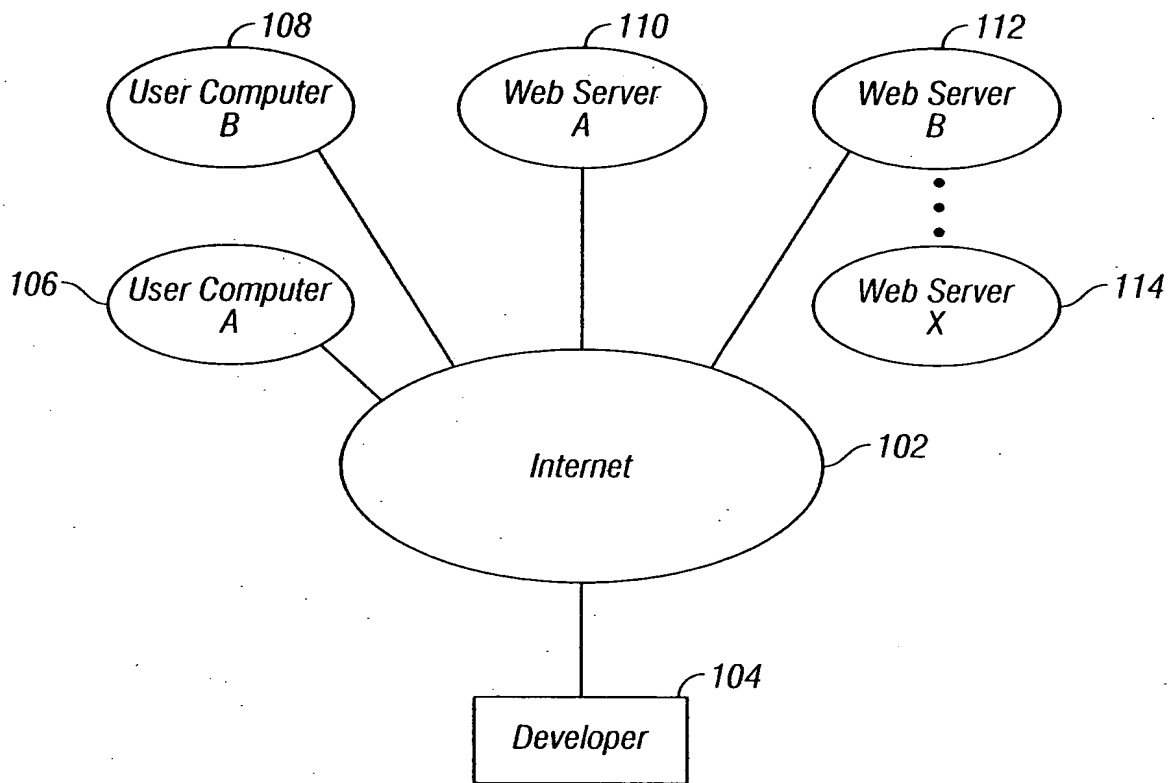 108
110
112
User Computer
B
Web Server
A
Web Server
B
106
User Computer
A
Web Server
X
114
Internet
102
104
Developer